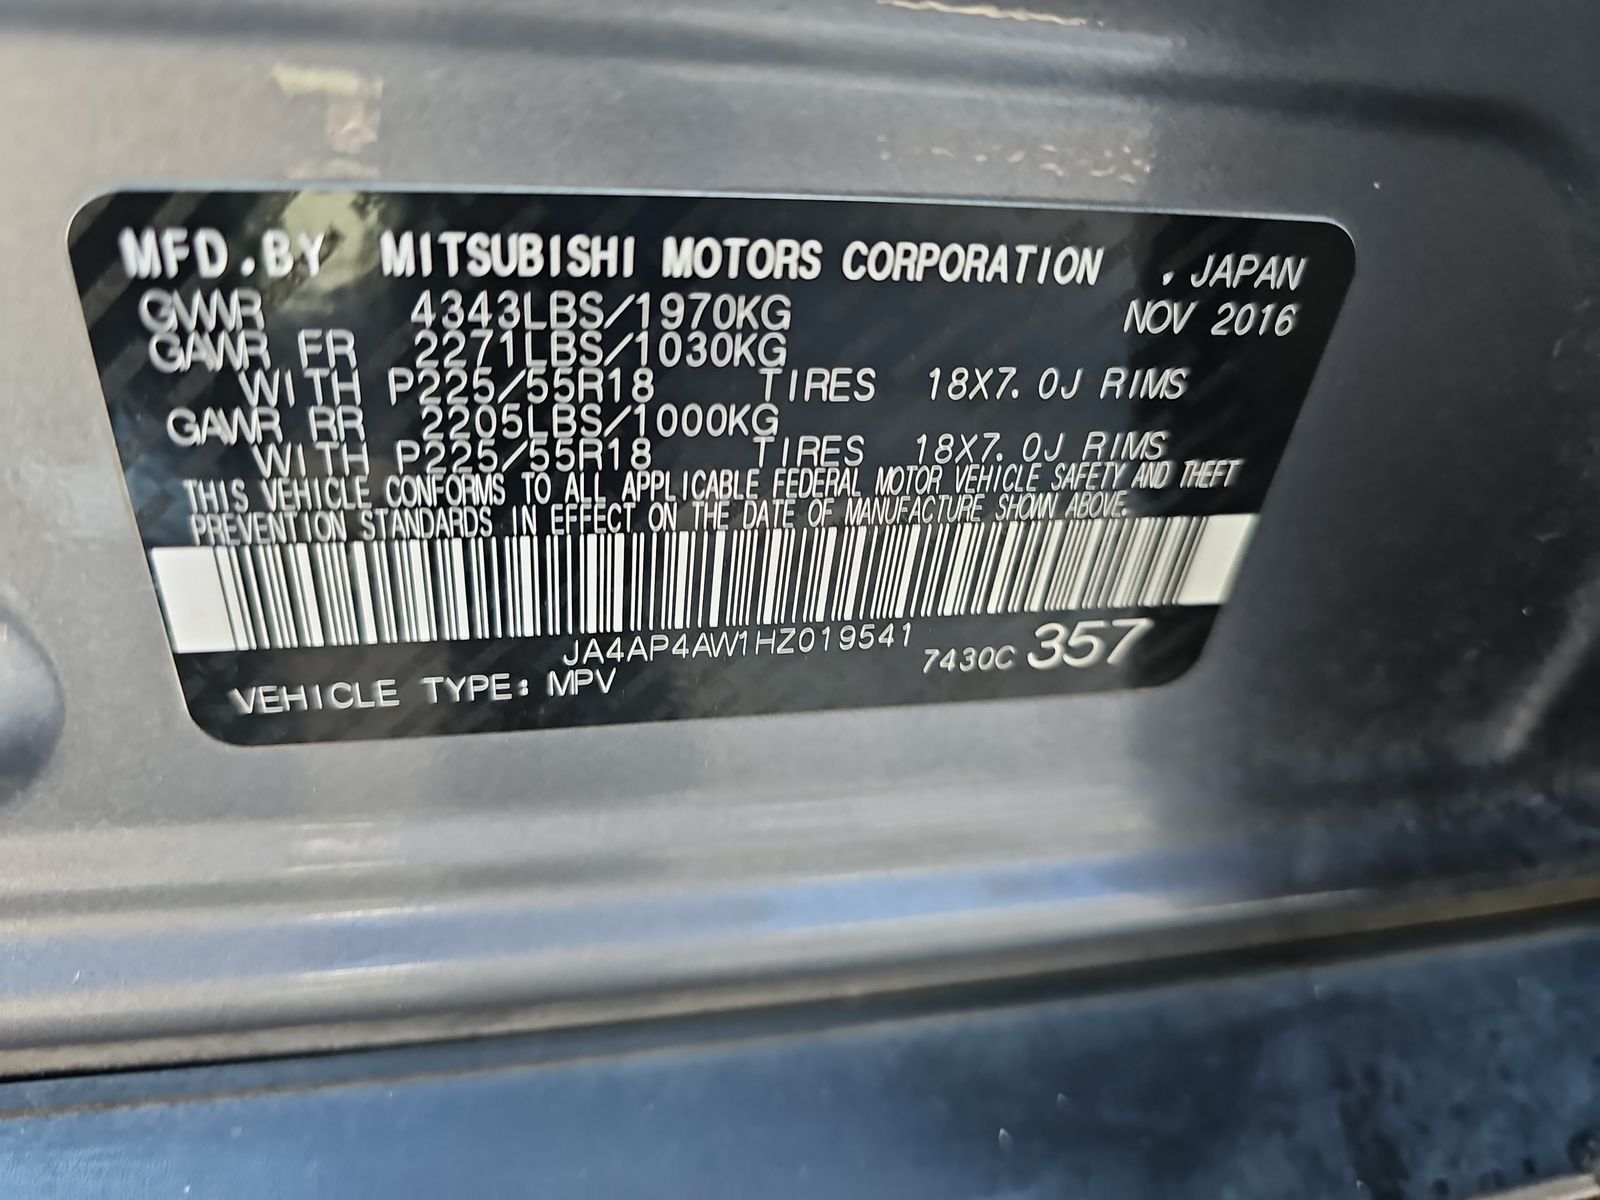 MFD.BY MITSUBISHI MOTORS CORPORATION , JAPAN
GVWR 4343LBS/1970KG NOV 2016
GAWR FR 2271LBS/1030KG
WITH P225/55R18 TIRES 18X7.0J RIMS
GAWR RR 2205LBS/1000KG
WITH P225/55R18 TIRES 18X7.0J RIMS
THIS VEHICLE CONFORMS TO ALL APPLICABLE FEDERAL MOTOR VEHICLE SAFETY AND THEFT
PREVENTION STANDARDS IN EFFECT ON THE DATE OF MANUFACTURE SHOWN ABOVE.
JA4AP4AW1HZ019541
7430C 357
VEHICLE TYPE: MPV